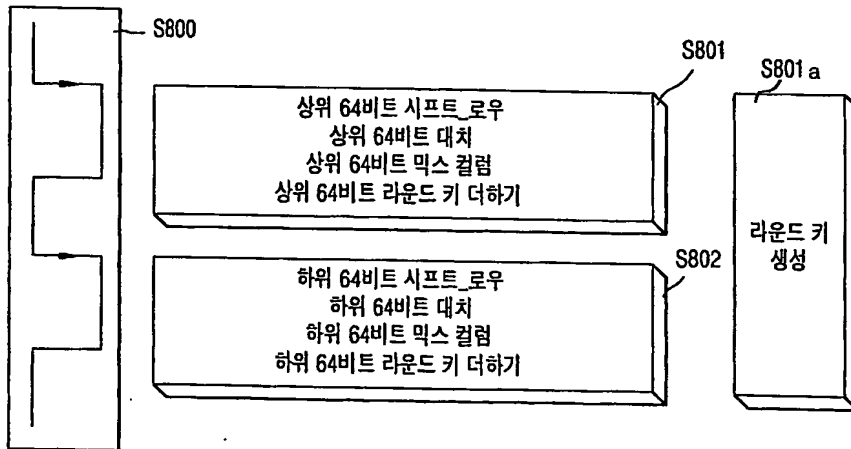 S800
S801
S801a
상위 64비트 시프트_로우
상위 64비트 대치
상위 64비트 믹스 컬럼
상위 64비트 라운드 키 더하기
라운드 키
생성
S802
하위 64비트 시프트_로우
하위 64비트 대치
하위 64비트 믹스 컬럼
하위 64비트 라운드 키 더하기